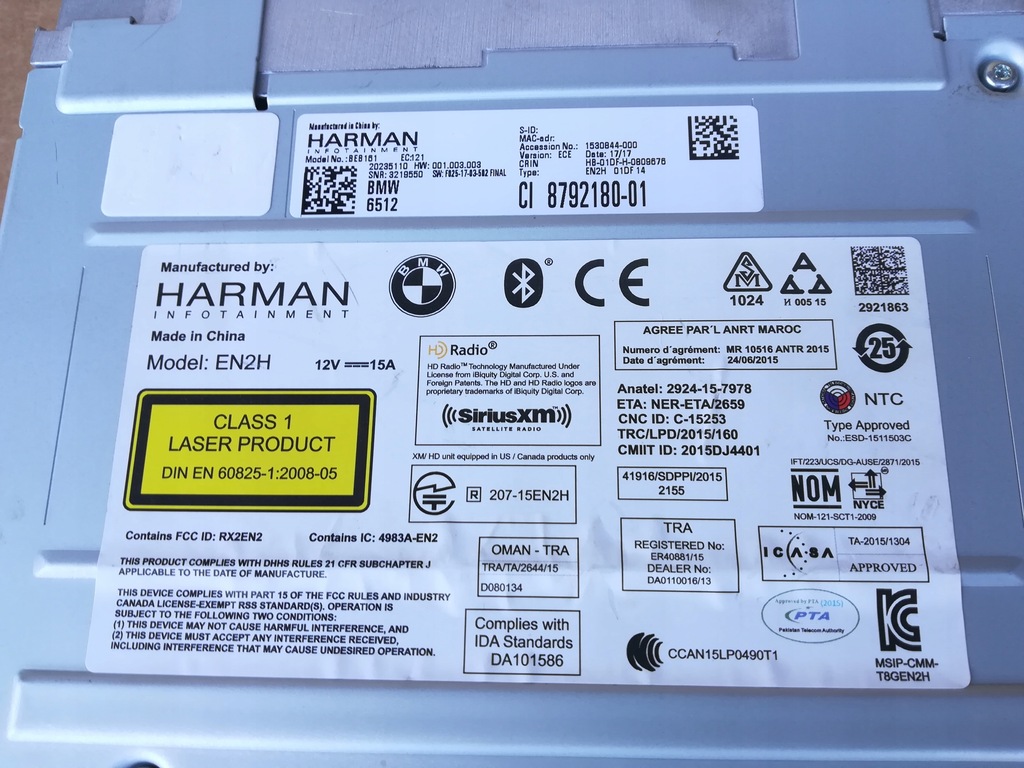 Manufactured in China by:
HARMAN
INFOTAINMENT
Model No.: BEB161 EC:121
20235110 HW: 001.003.003
SNR: 3219550 SW: F025-17-03-502 FINAL
BMW
6512
S-ID:
MAC-adr:
Accession No.: 1530844-000
Version: ECE Date: 17/17
CRIN HB-01DF-H-0809676
Type: EN2H 01DF 14
CI 8792180-01
Manufactured by:
HARMAN
INFOTAINMENT
Made in China
Model: EN2H 12V 15A
BMW
CE
1024
И 005 15
2921863
HD Radio®
HD Radio™ Technology Manufactured Under
License from iBiquity Digital Corp. U.S. and
Foreign Patents. The HD and HD Radio logos are
proprietary trademarks of iBiquity Digital Corp.
SiriusXM
SATELLITE RADIO
XM/ HD unit equipped in US / Canada products only
AGREE PAR´L ANRT MAROC
Numero d´agrément: MR 10516 ANTR 2015
Date d´agrément: 24/06/2015
25
Anatel: 2924-15-7978
ETA: NER-ETA/2659
CNC ID: C-15253
TRC/LPD/2015/160
CMIIT ID: 2015DJ4401
NTC
Type Approved
No.:ESD-1511503C
CLASS 1
LASER PRODUCT
DIN EN 60825-1:2008-05
R 207-15EN2H
41916/SDPPI/2015
2155
IFT/223/UCS/DG-AUSE/2871/2015
NOM
NYCE
NOM-121-SCT1-2009
Contains FCC ID: RX2EN2 Contains IC: 4983A-EN2
THIS PRODUCT COMPLIES WITH DHHS RULES 21 CFR SUBCHAPTER J
APPLICABLE TO THE DATE OF MANUFACTURE.
THIS DEVICE COMPLIES WITH PART 15 OF THE FCC RULES AND INDUSTRY
CANADA LICENSE-EXEMPT RSS STANDARD(S). OPERATION IS
SUBJECT TO THE FOLLOWING TWO CONDITIONS:
(1) THIS DEVICE MAY NOT CAUSE HARMFUL INTERFERENCE, AND
(2) THIS DEVICE MUST ACCEPT ANY INTERFERENCE RECEIVED,
INCLUDING INTERFERENCE THAT MAY CAUSE UNDESIRED OPERATION.
OMAN - TRA
TRA/TA/2644/15
D080134
Complies with
IDA Standards
DA101586
TRA
REGISTERED No:
ER40881/15
DEALER No:
DA0110016/13
ICASA
TA-2015/1304
APPROVED
Approved by PTA (2015)
PTA
Pakistan Telecom Authority
CCAN15LP0490T1
MSIP-CMM-
T8GEN2H